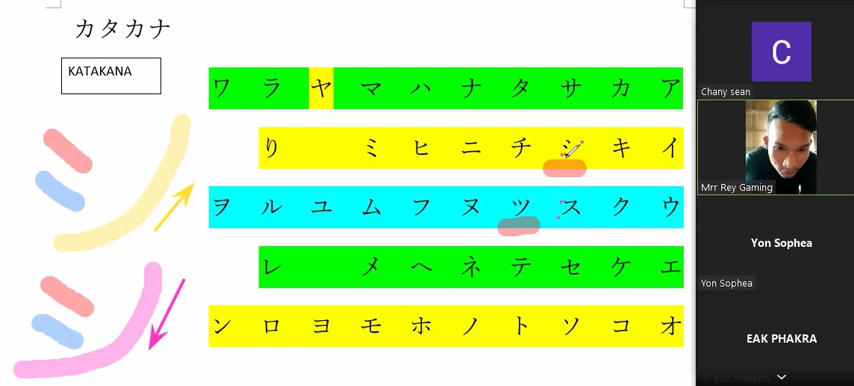 カタカナ
KATAKANA
ワ ラ ヤ マ ハ ナ タ サ カ ア
り ミ ヒ ニ チ シ キ イ
ヲ ル ユ ム フ ヌ ツ ス ク ウ
レ メ ヘ ネ テ セ ケ エ
ン ロ ヨ モ ホ ノ ト ソ コ オ
C
Chany sean
Mrr Rey Gaming
Yon Sophea
Yon Sophea
EAK PHAKRA
EAK PHAKRA